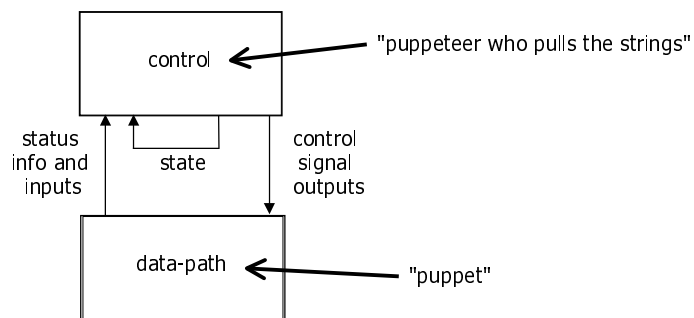 control
"puppeteer who pulls the strings"
status
info and
inputs
state
control
signal
outputs
data-path
"puppet"